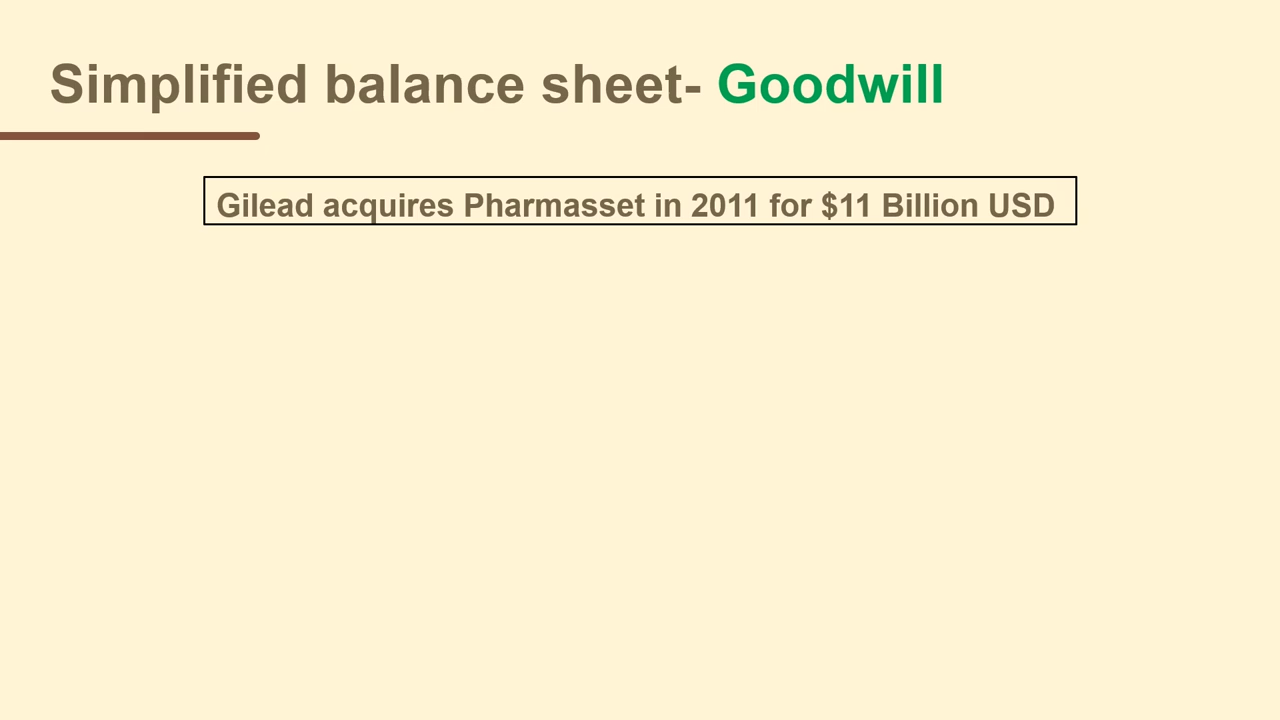 Simplified balance sheet- Goodwill
Gilead acquires Pharmasset in 2011 for $11 Billion USD